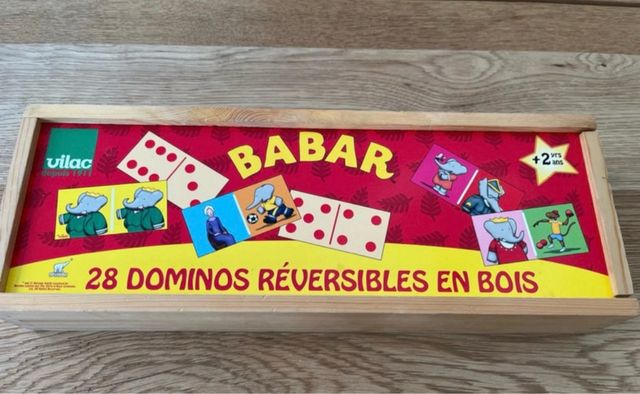 vilac
depuis 1911
BABAR
+2 yrs
ans
28 DOMINOS RÉVERSIBLES EN BOIS